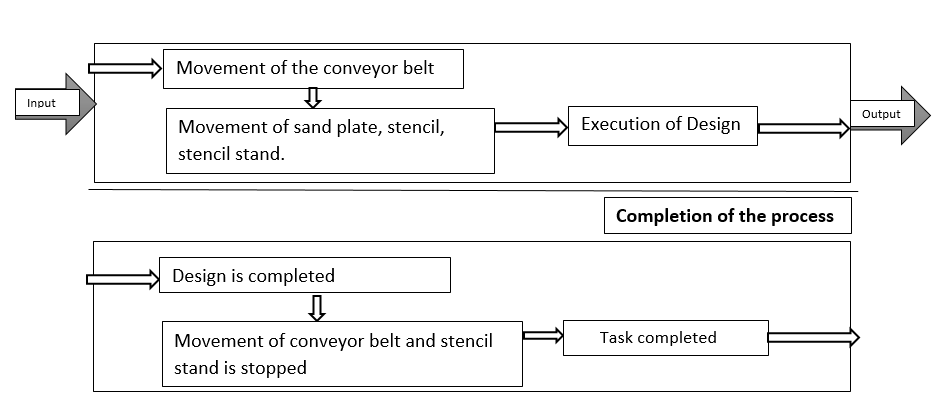 Movement of the conveyor belt
Input
Movement of sand plate, stencil,
stencil stand.
Execution of Design
Output
Completion of the process
Design is completed
Movement of conveyor belt and stencil
stand is stopped
Task completed